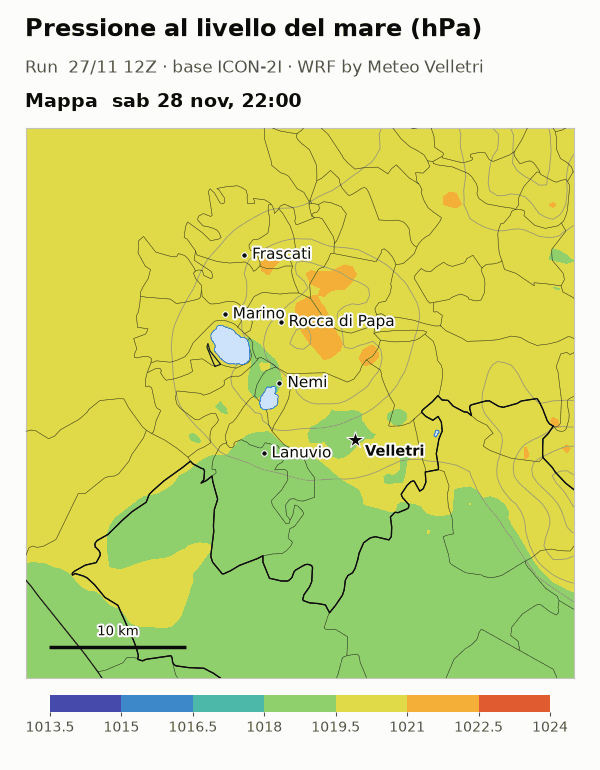 Pressione al livello del mare (hPa)
Run  27/11 12Z · base ICON-2I · WRF by Meteo Velletri
Mappa  sab 28 nov, 22:00
Frascati
Marino
Rocca di Papa
Nemi
Velletri
Lanuvio
10 km
1013.5 1015 1016.5 1018 1019.5 1021 1022.5 1024